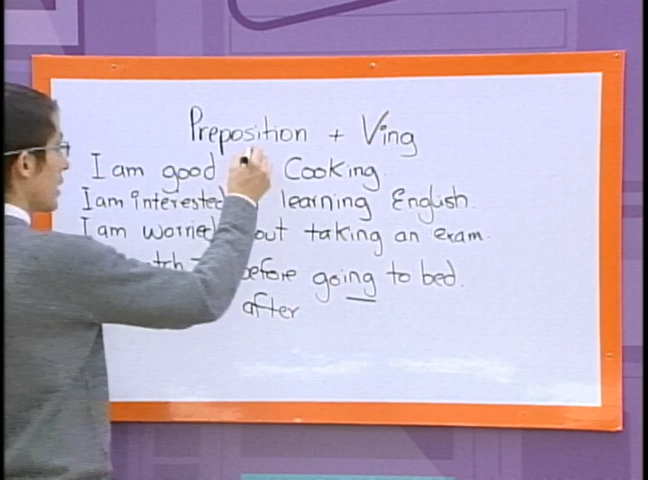 Preposition + Ving
I am good Cooking
I am interested learning English.
I am worried taking an exam.
before going to bed.
after